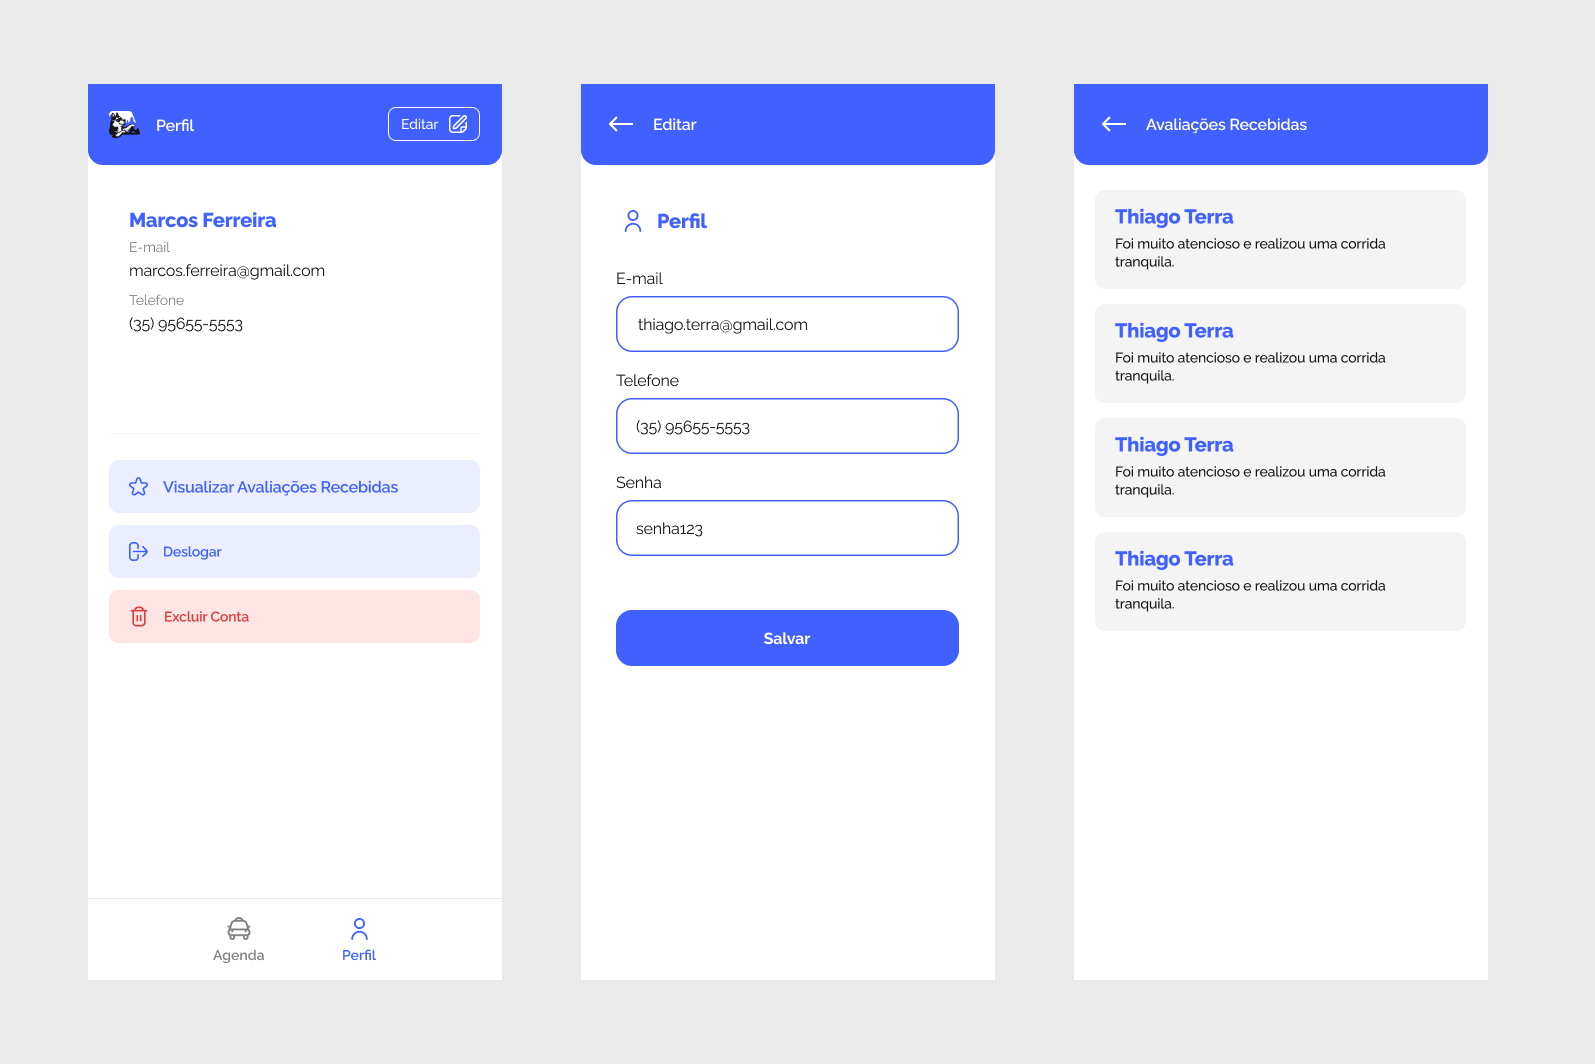 Perfil
Editar
Marcos Ferreira
E-mail
marcos.ferreira@gmail.com
Telefone
(35) 95655-5553
Visualizar Avaliações Recebidas
Deslogar
Excluir Conta
Agenda
Perfil
Editar
Perfil
E-mail
thiago.terra@gmail.com
Telefone
(35) 95655-5553
Senha
senha123
Salvar
Avaliações Recebidas
Thiago Terra
Foi muito atencioso e realizou uma corrida
tranquila.
Thiago Terra
Foi muito atencioso e realizou uma corrida
tranquila.
Thiago Terra
Foi muito atencioso e realizou uma corrida
tranquila.
Thiago Terra
Foi muito atencioso e realizou uma corrida
tranquila.